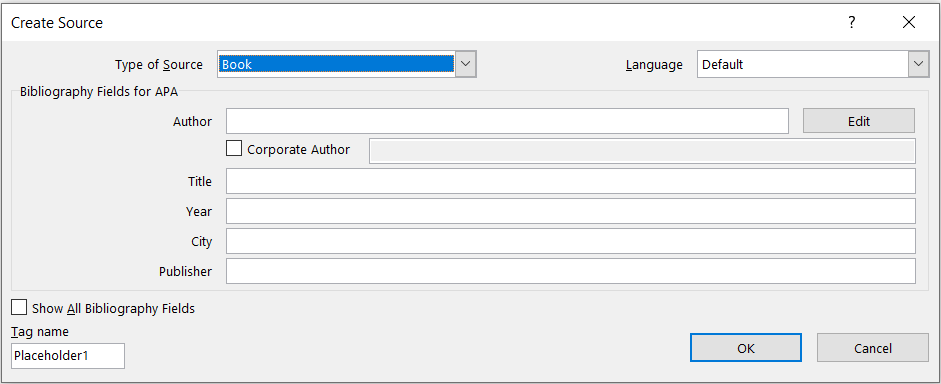 Create Source ?
Type of Source Book Language Default
Bibliography Fields for APA
Author Edit
Corporate Author
Title
Year
City
Publisher
Show All Bibliography Fields
Tag name
Placeholder1 OK Cancel